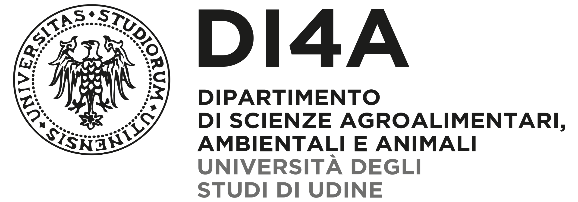 UNIVERSITAS · STUDIORUM · UTINENSIS ·
DI4A
DIPARTIMENTO
DI SCIENZE AGROALIMENTARI,
AMBIENTALI E ANIMALI
UNIVERSITÀ DEGLI
STUDI DI UDINE